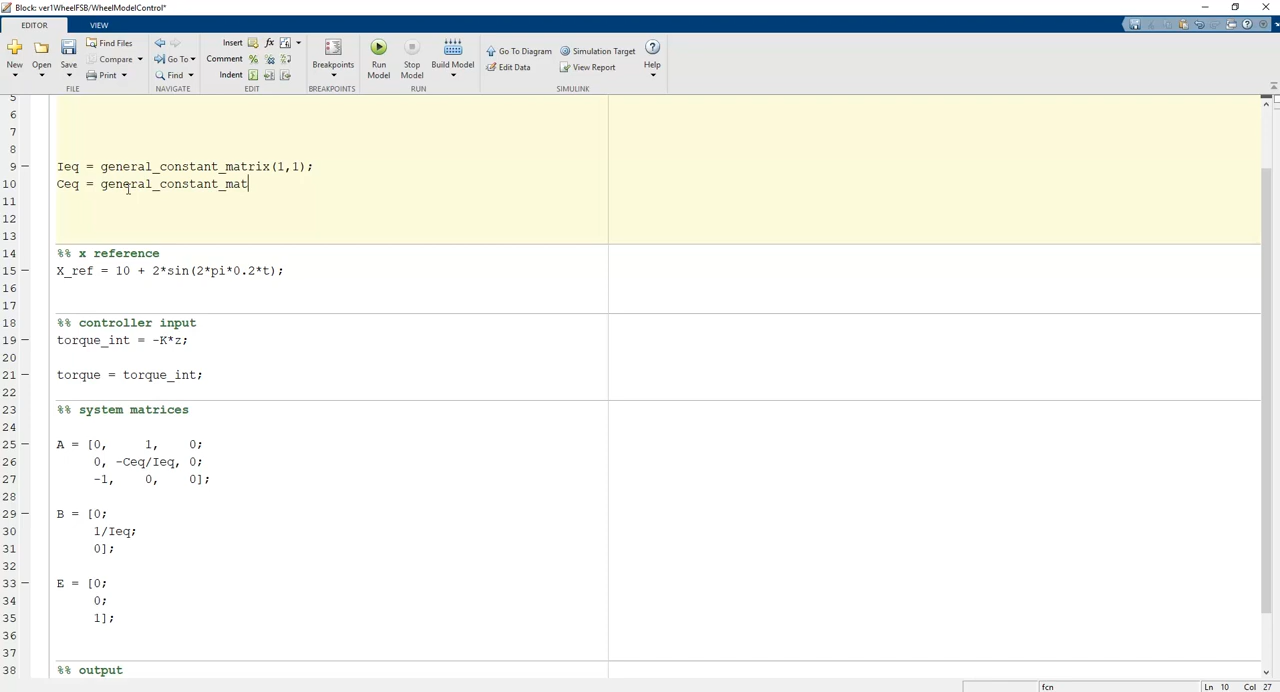 Block: ver1WheelFSB/WheelModelControl*
EDITOR VIEW
New Open Save Find Files Compare Print FILE
Go To Find NAVIGATE
Insert fx Comment Indent EDIT
Breakpoints BREAKPOINTS
Run Model Stop Model Build Model RUN
Go To Diagram Simulation Target Help
Edit Data View Report SIMULINK
5
6
7
8
9 Ieq = general_constant_matrix(1,1);
10 Ceq = general_constant_mat
11
12
13
14 %% x reference
15 X_ref = 10 + 2*sin(2*pi*0.2*t);
16
17
18 %% controller input
19 torque_int = -K*z;
20
21 torque = torque_int;
22
23 %% system matrices
24
25 A = [0, 1, 0;
26 0, -Ceq/Ieq, 0;
27 -1, 0, 0];
28
29 B = [0;
30 1/Ieq;
31 0];
32
33 E = [0;
34 0;
35 1];
36
37
38 %% output
fcn Ln 10 Col 27